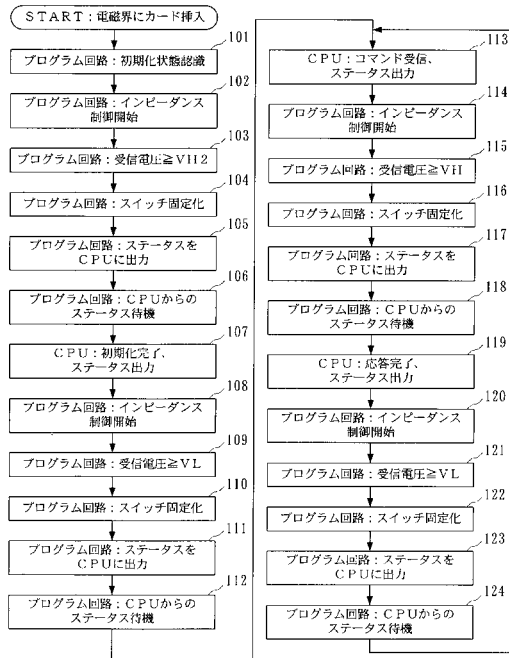 START:電磁界にカード挿入
101
プログラム回路:初期化状態認識
102
プログラム回路:インピーダンス
制御開始
103
プログラム回路:受信電圧≧VH2
104
プログラム回路:スイッチ固定化
105
プログラム回路:ステータスを
CPUに出力
106
プログラム回路:CPUからの
ステータス待機
107
CPU:初期化完了、
ステータス出力
108
プログラム回路:インピーダンス
制御開始
109
プログラム回路:受信電圧≧VL
110
プログラム回路:スイッチ固定化
111
プログラム回路:ステータスを
CPUに出力
112
プログラム回路:CPUからの
ステータス待機
113
CPU:コマンド受信、
ステータス出力
114
プログラム回路:インピーダンス
制御開始
115
プログラム回路:受信電圧≧VH
116
プログラム回路:スイッチ固定化
117
プログラム回路:ステータスを
CPUに出力
118
プログラム回路:CPUからの
ステータス待機
119
CPU:応答完了、
ステータス出力
120
プログラム回路:インピーダンス
制御開始
121
プログラム回路:受信電圧≧VL
122
プログラム回路:スイッチ固定化
123
プログラム回路:ステータスを
CPUに出力
124
プログラム回路:CPUからの
ステータス待機